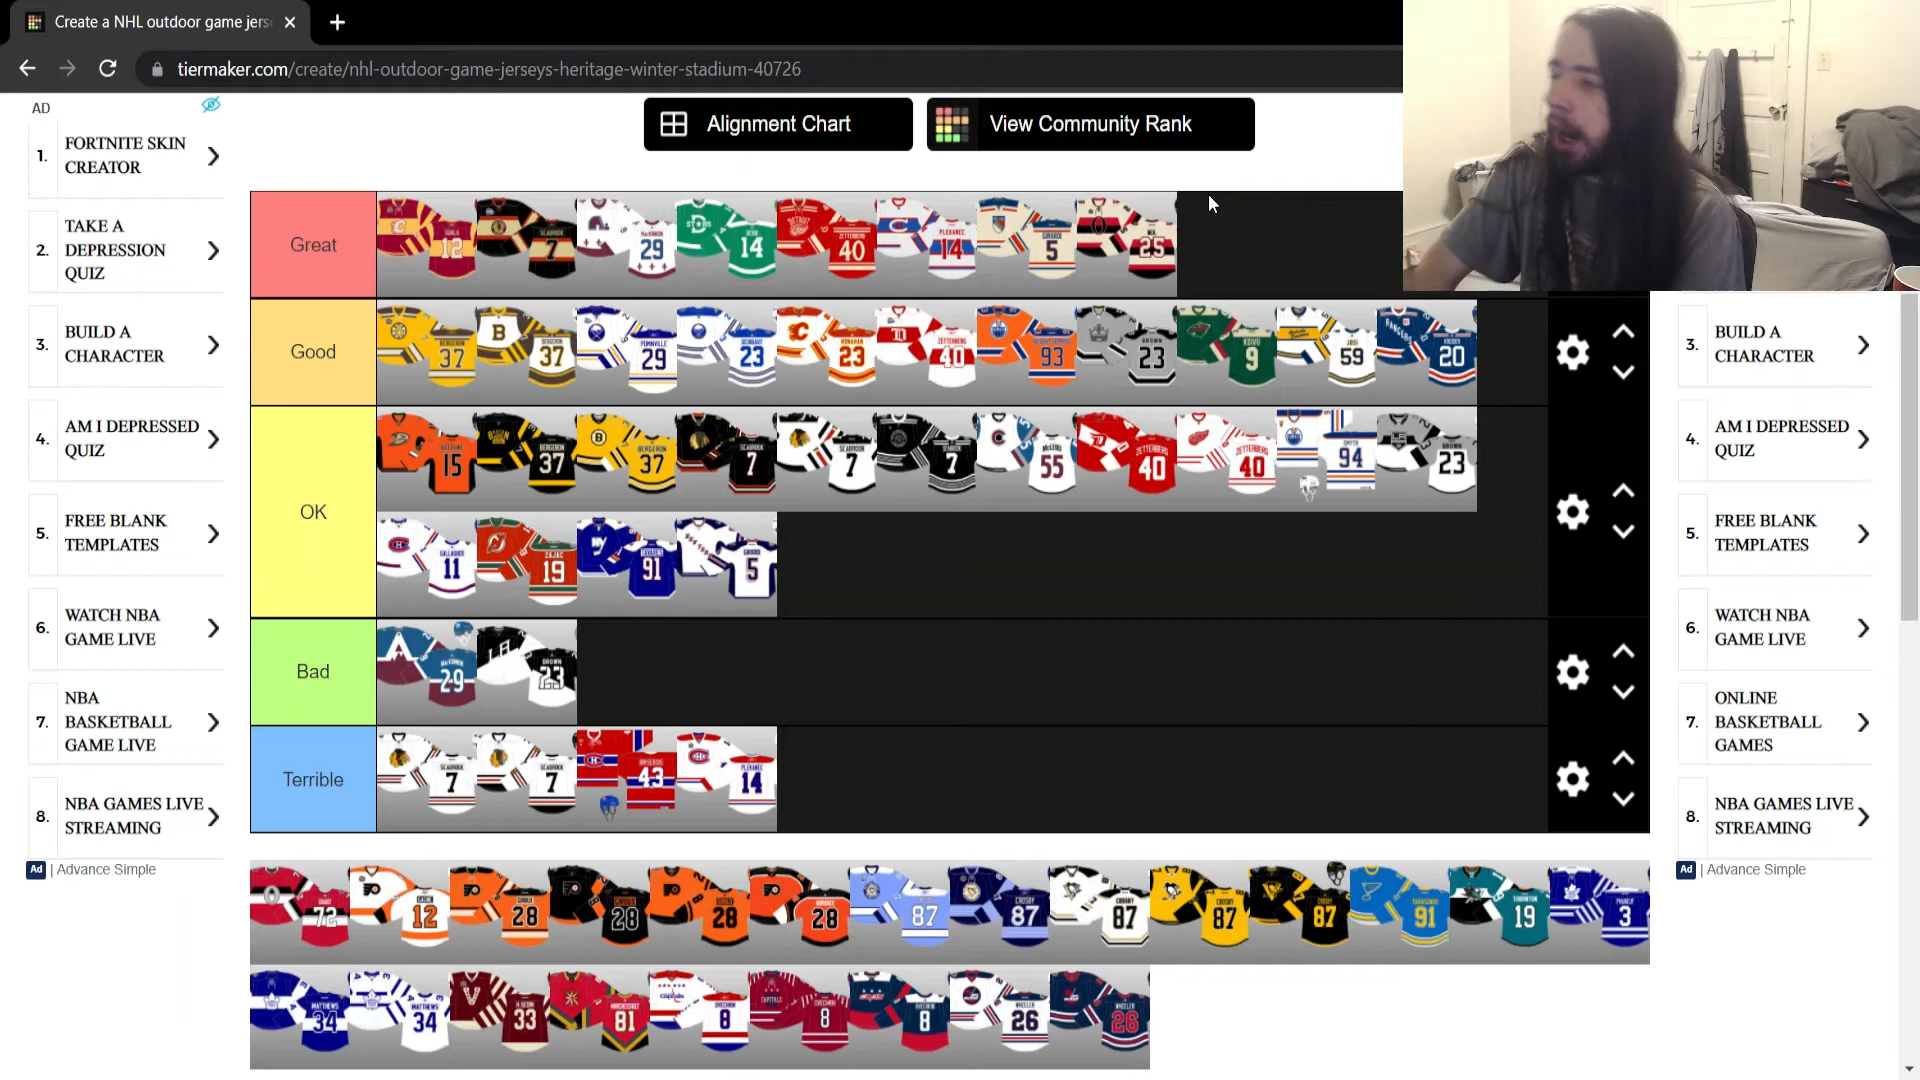 Create a NHL outdoor game jers
tiermaker.com/create/nhl-outdoor-game-jerseys-heritage-winter-stadium-40726
AD
1. FORTNITE SKIN
CREATOR
2. TAKE A
DEPRESSION
QUIZ
3. BUILD A
CHARACTER
4. AM I DEPRESSED
QUIZ
5. FREE BLANK
TEMPLATES
6. WATCH NBA
GAME LIVE
7. NBA
BASKETBALL
GAME LIVE
8. NBA GAMES LIVE
STREAMING
Ad | Advance Simple
Alignment Chart
View Community Rank
Great
12 7 29 14 40 14 5 25
Good
37 37 29 23 23 40 93 23 9 59 20
OK
15 37 37 7 7 7 55 40 40 94 23
11 19 91 5
Bad
29 23
Terrible
7 7 43 14
72 12 28 28 28 28 87 87 87 87 87 91 19 3
34 34 33 81 8 8 8 26 26
3. BUILD A
CHARACTER
4. AM I DEPRESSED
QUIZ
5. FREE BLANK
TEMPLATES
6. WATCH NBA
GAME LIVE
7. ONLINE
BASKETBALL
GAMES
8. NBA GAMES LIVE
STREAMING
Ad | Advance Simple